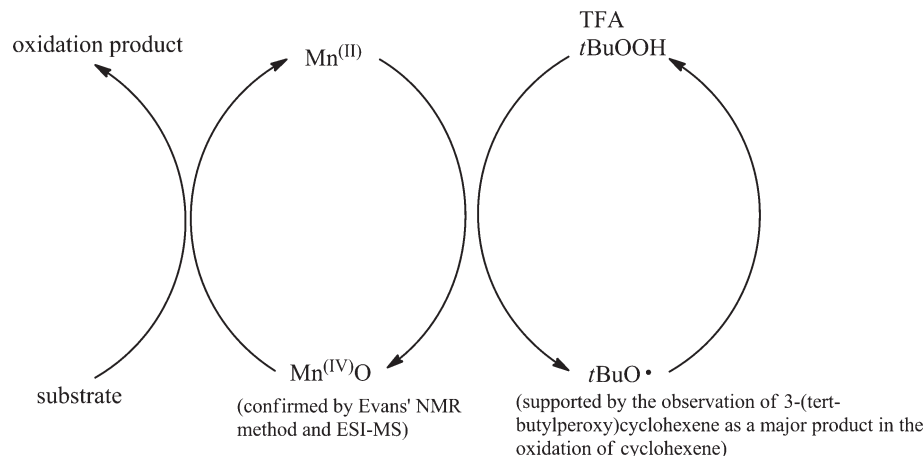 TFA
oxidation product
Mn(II)
tBuOOH
Mn(IV)O
tBuO•
substrate
(confirmed by Evans' NMR
method and ESI-MS)
(supported by the observation of 3-(tert-
butylperoxy)cyclohexene as a major product in the
oxidation of cyclohexene)